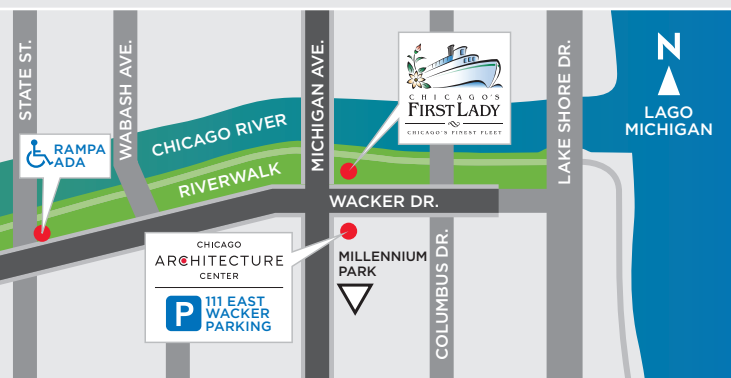 STATE ST.
WABASH AVE.
MICHIGAN AVE.
CHICAGO'S
FIRST LADY
CHICAGO'S FINEST FLEET
LAKE SHORE DR.
N
LAGO
MICHIGAN
CHICAGO RIVER
RAMPA
ADA
RIVERWALK
WACKER DR.
CHICAGO
ARCHITECTURE
CENTER
P
111 EAST
WACKER
PARKING
MILLENNIUM
PARK
COLUMBUS DR.